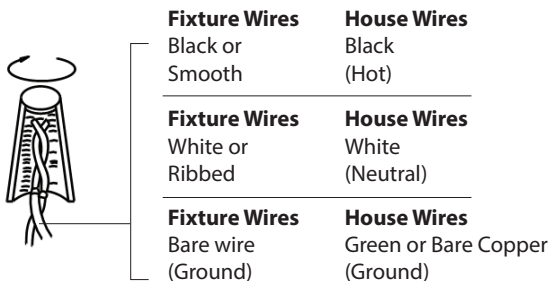 Fixture Wires House Wires
Black or Black
Smooth (Hot)
Fixture Wires House Wires
White or White
Ribbed (Neutral)
Fixture Wires House Wires
Bare wire Green or Bare Copper
(Ground) (Ground)